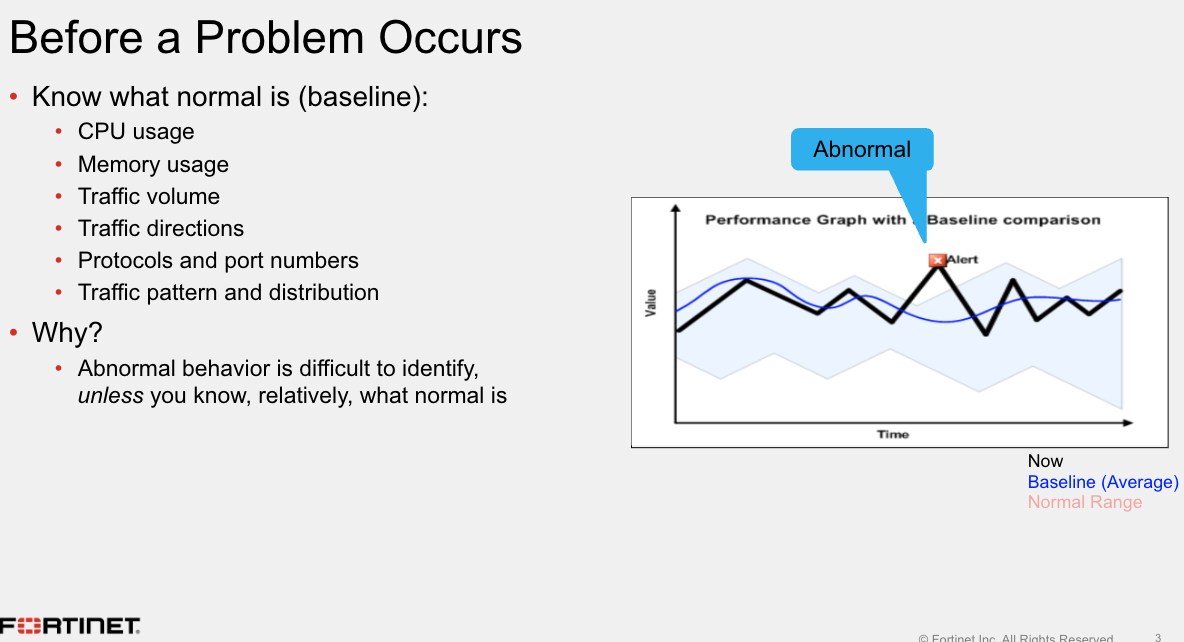 Before a Problem Occurs
• Know what normal is (baseline):
• CPU usage
• Memory usage
• Traffic volume
• Traffic directions
• Protocols and port numbers
• Traffic pattern and distribution
• Why?
• Abnormal behavior is difficult to identify,
unless you know, relatively, what normal is
Abnormal
Performance Graph with Baseline comparison
Alert
Value
Time
Now
Baseline (Average)
Normal Range
FORTINET
© Fortinet Inc. All Rights Reserved.
3